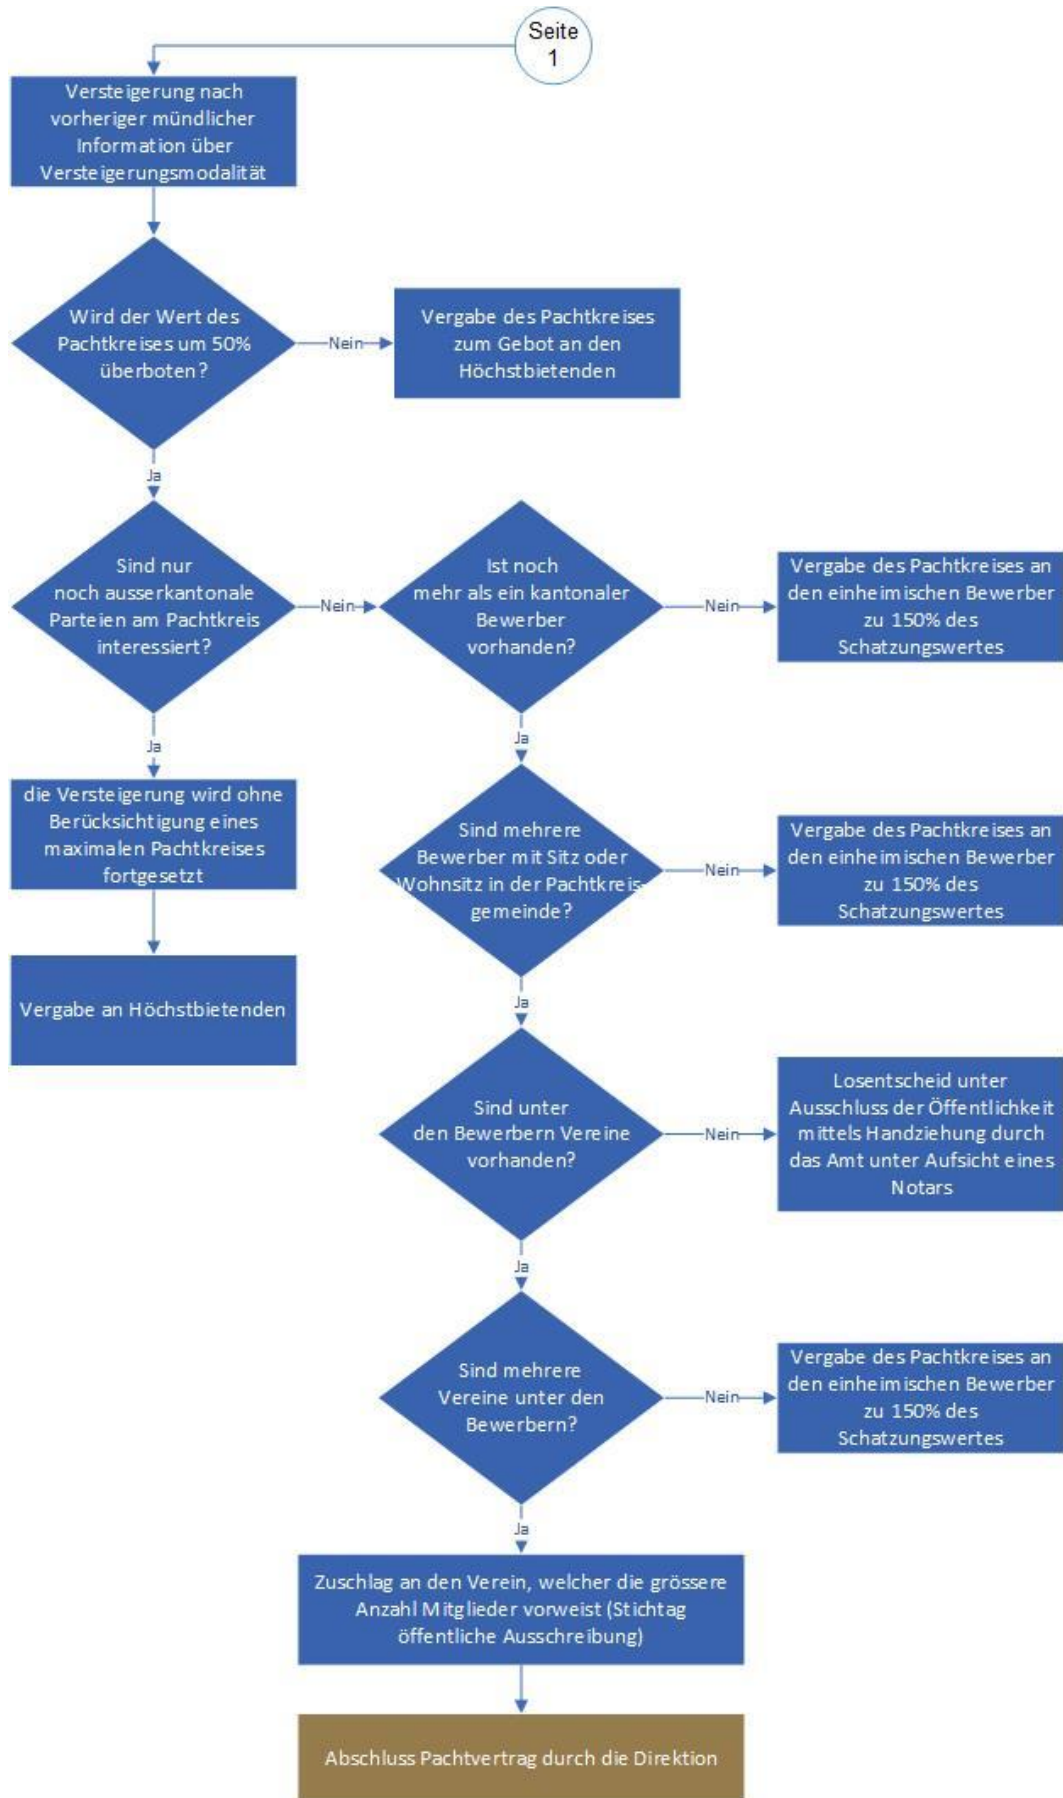 Seite
1
Versteigerung nach
vorheriger mündlicher
Information über
Versteigerungsmodalität
Wird der Wert des
Pachtkreises um 50%
überboten?
Nein
Vergabe des Pachtkreises
zum Gebot an den
Höchstbietenden
Ja
Sind nur
noch ausserkantonale
Parteien am Pachtkreis
interessiert?
Nein
Ist noch
mehr als ein kantonaler
Bewerber
vorhanden?
Nein
Vergabe des Pachtkreises an
den einheimischen Bewerber
zu 150% des
Schatzungswertes
Ja
die Versteigerung wird ohne
Berücksichtigung eines
maximalen Pachtkreises
fortgesetzt
Vergabe an Höchstbietenden
Ja
Sind mehrere
Bewerber mit Sitz oder
Wohnsitz in der Pachtkreis-
gemeinde?
Nein
Vergabe des Pachtkreises an
den einheimischen Bewerber
zu 150% des
Schatzungswertes
Ja
Sind unter
den Bewerbern Vereine
vorhanden?
Nein
Losentscheid unter
Ausschluss der Öffentlichkeit
mittels Handziehung durch
das Amt unter Aufsicht eines
Notars
Ja
Sind mehrere
Vereine unter den
Bewerbern?
Nein
Vergabe des Pachtkreises an
den einheimischen Bewerber
zu 150% des
Schatzungswertes
Ja
Zuschlag an den Verein, welcher die grössere
Anzahl Mitglieder vorweist (Stichtag
öffentliche Ausschreibung)
Abschluss Pachtvertrag durch die Direktion